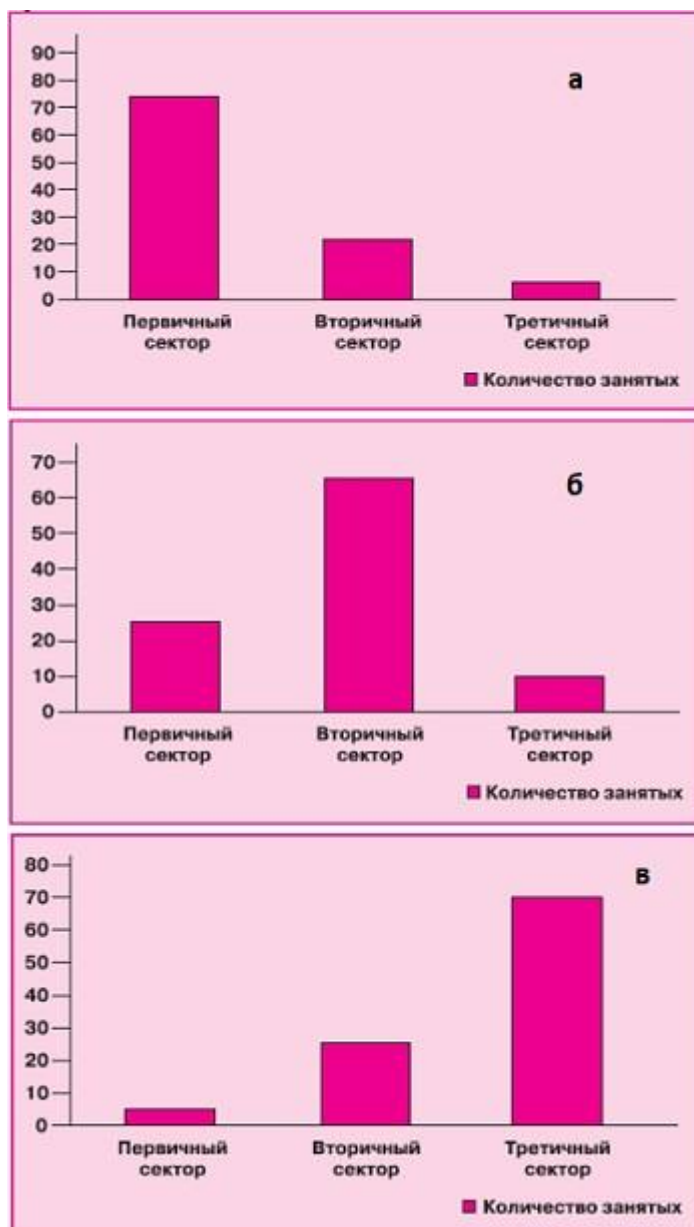 а
90
80
70
60
50
40
30
20
10
0
Первичный сектор
Вторичный сектор
Третичный сектор
Количество занятых
б
70
60
50
40
30
20
10
0
Первичный сектор
Вторичный сектор
Третичный сектор
Количество занятых
в
80
70
60
50
40
30
20
10
0
Первичный сектор
Вторичный сектор
Третичный сектор
Количество занятых